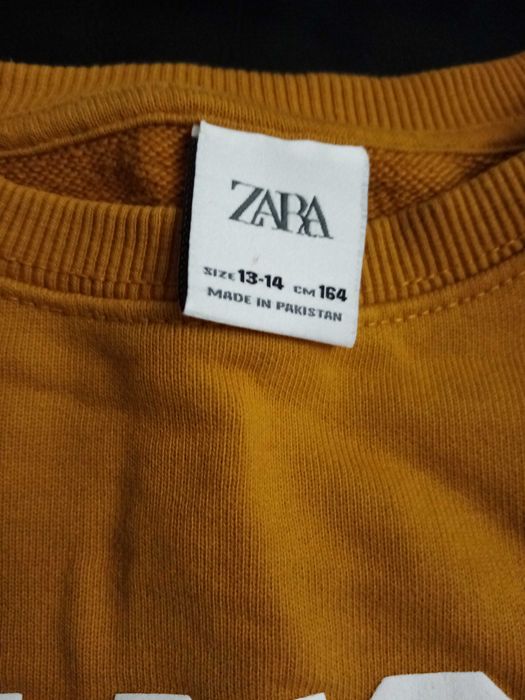 ZARA
SIZE 13-14 CM 164
MADE IN PAKISTAN